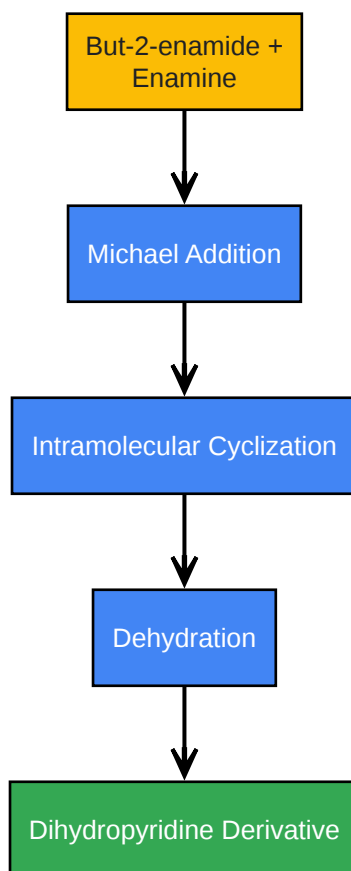 But-2-enamide +
Enamine
Michael Addition
Intramolecular Cyclization
Dehydration
Dihydropyridine Derivative